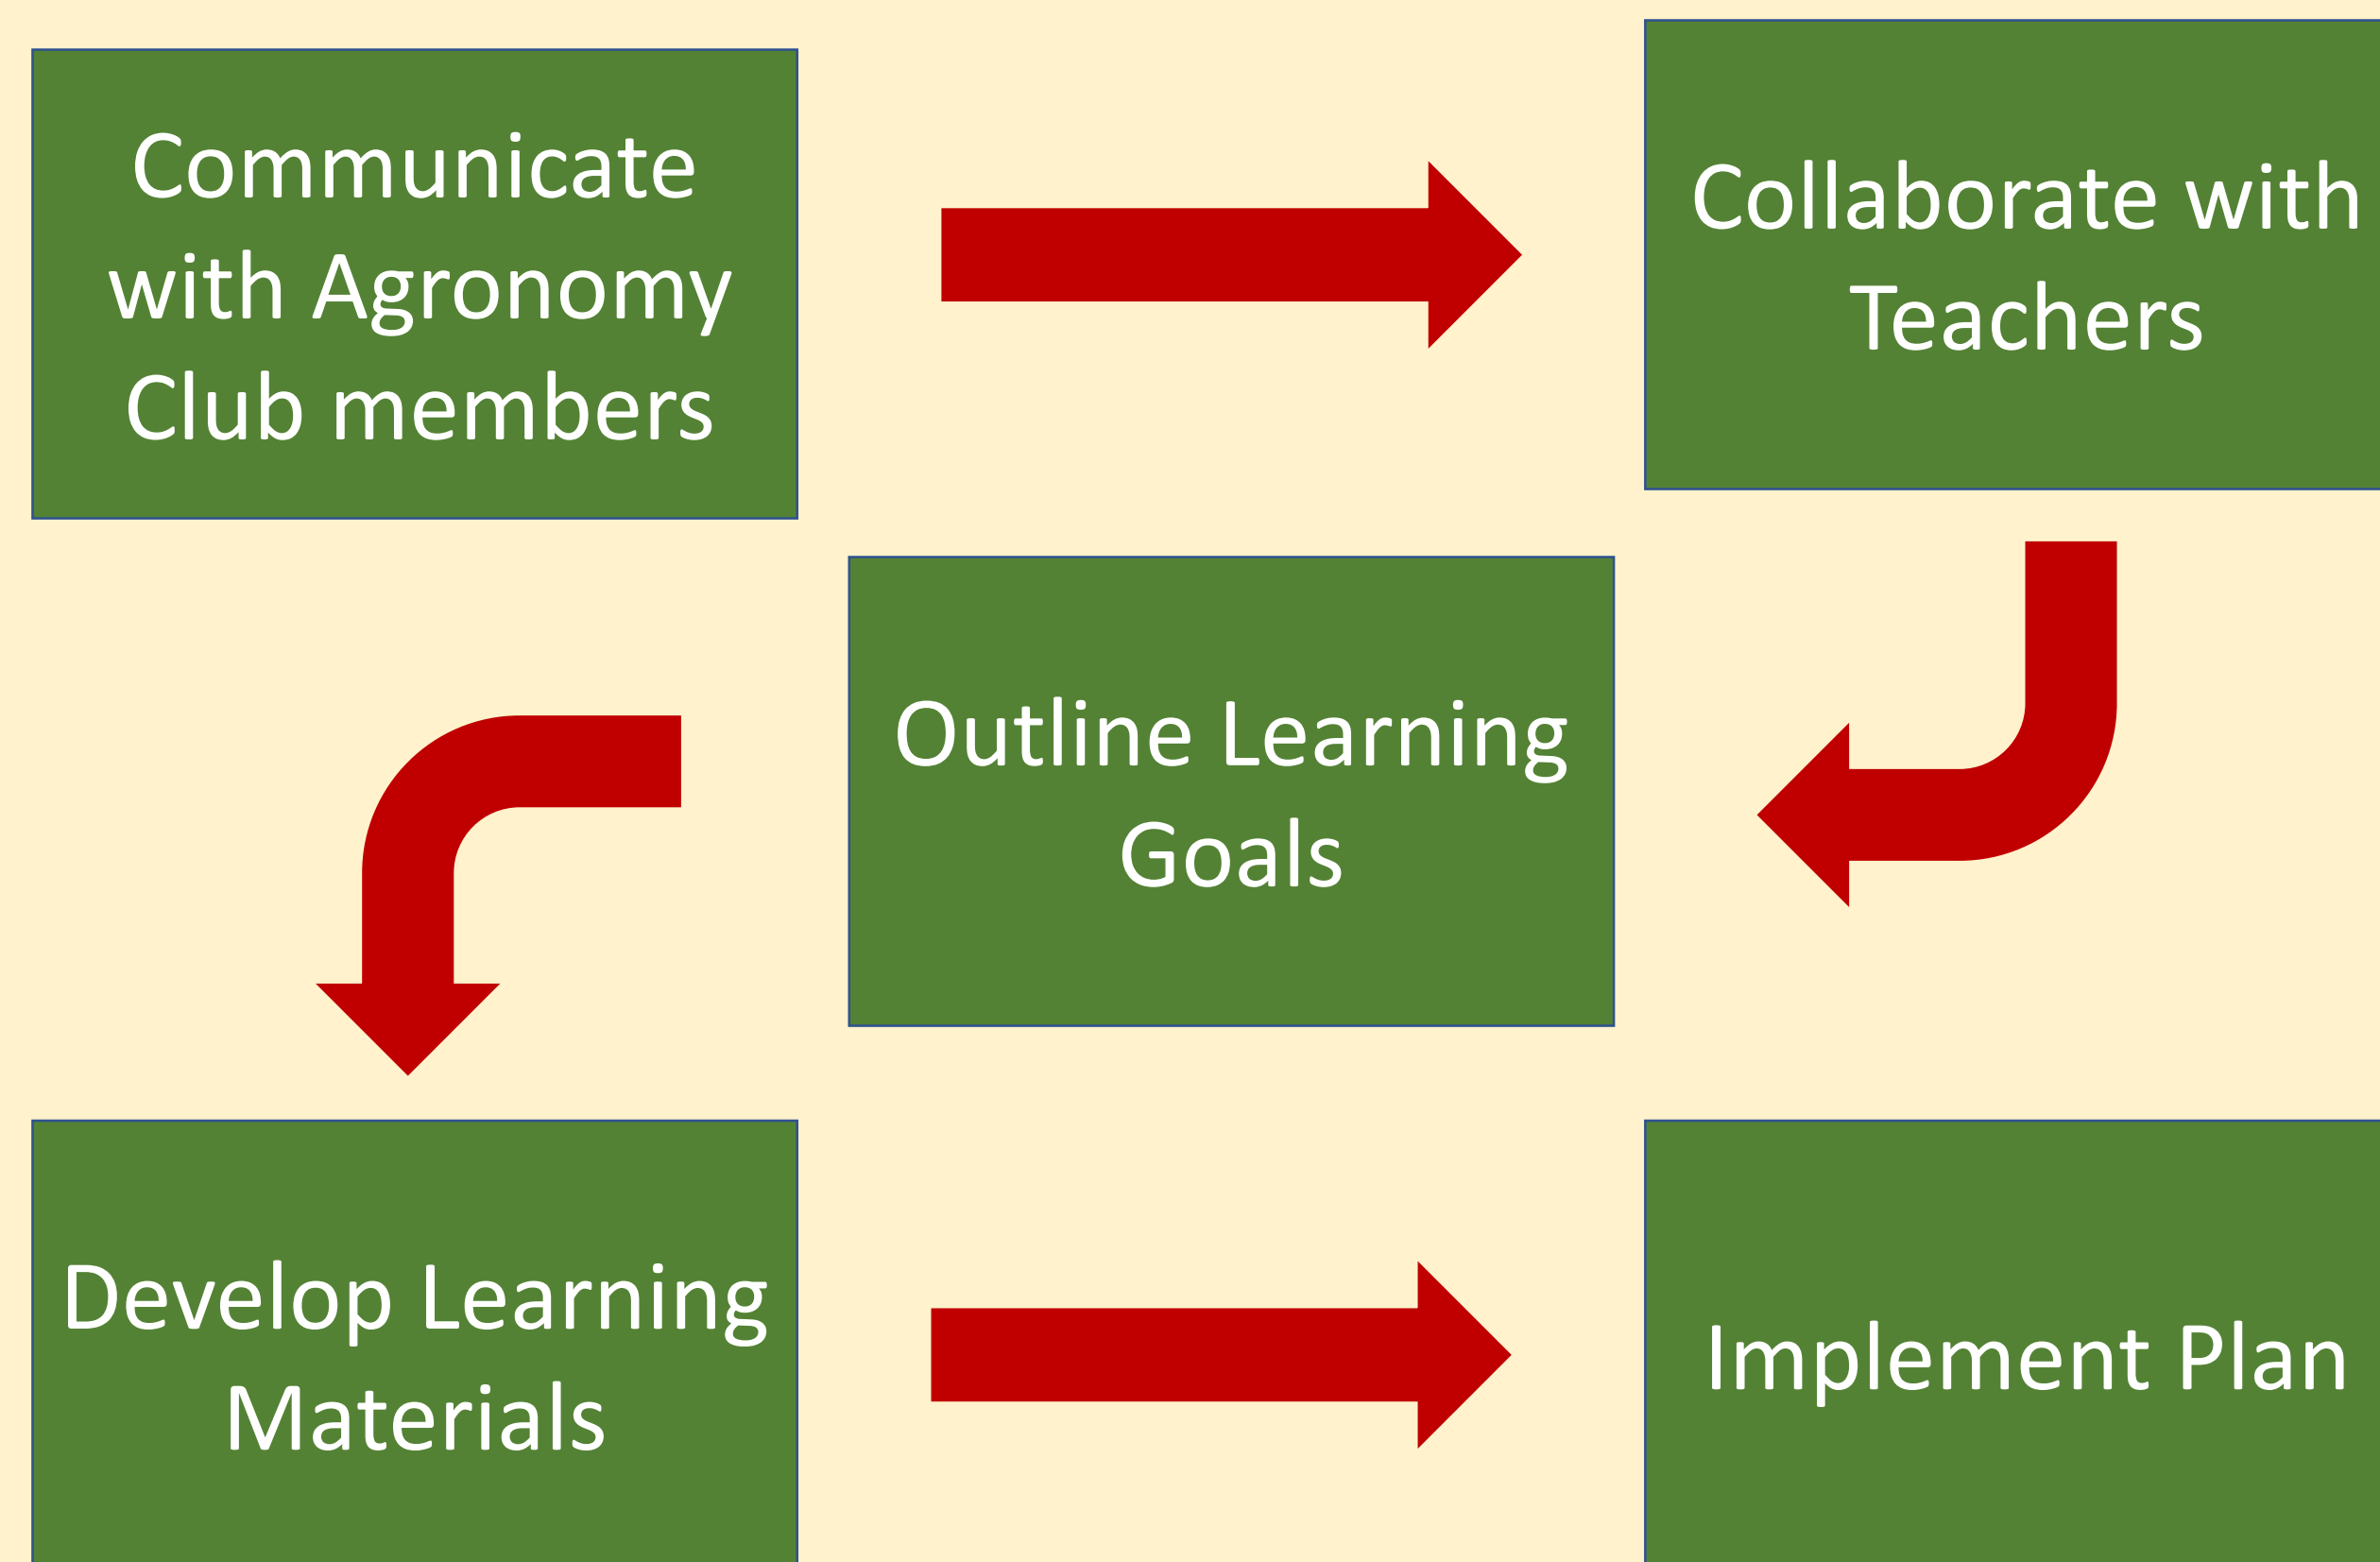 Communicate
with Agronomy
Club members
Collaborate with
Teachers
Outline Learning
Goals
Develop Learning
Materials
Implement Plan